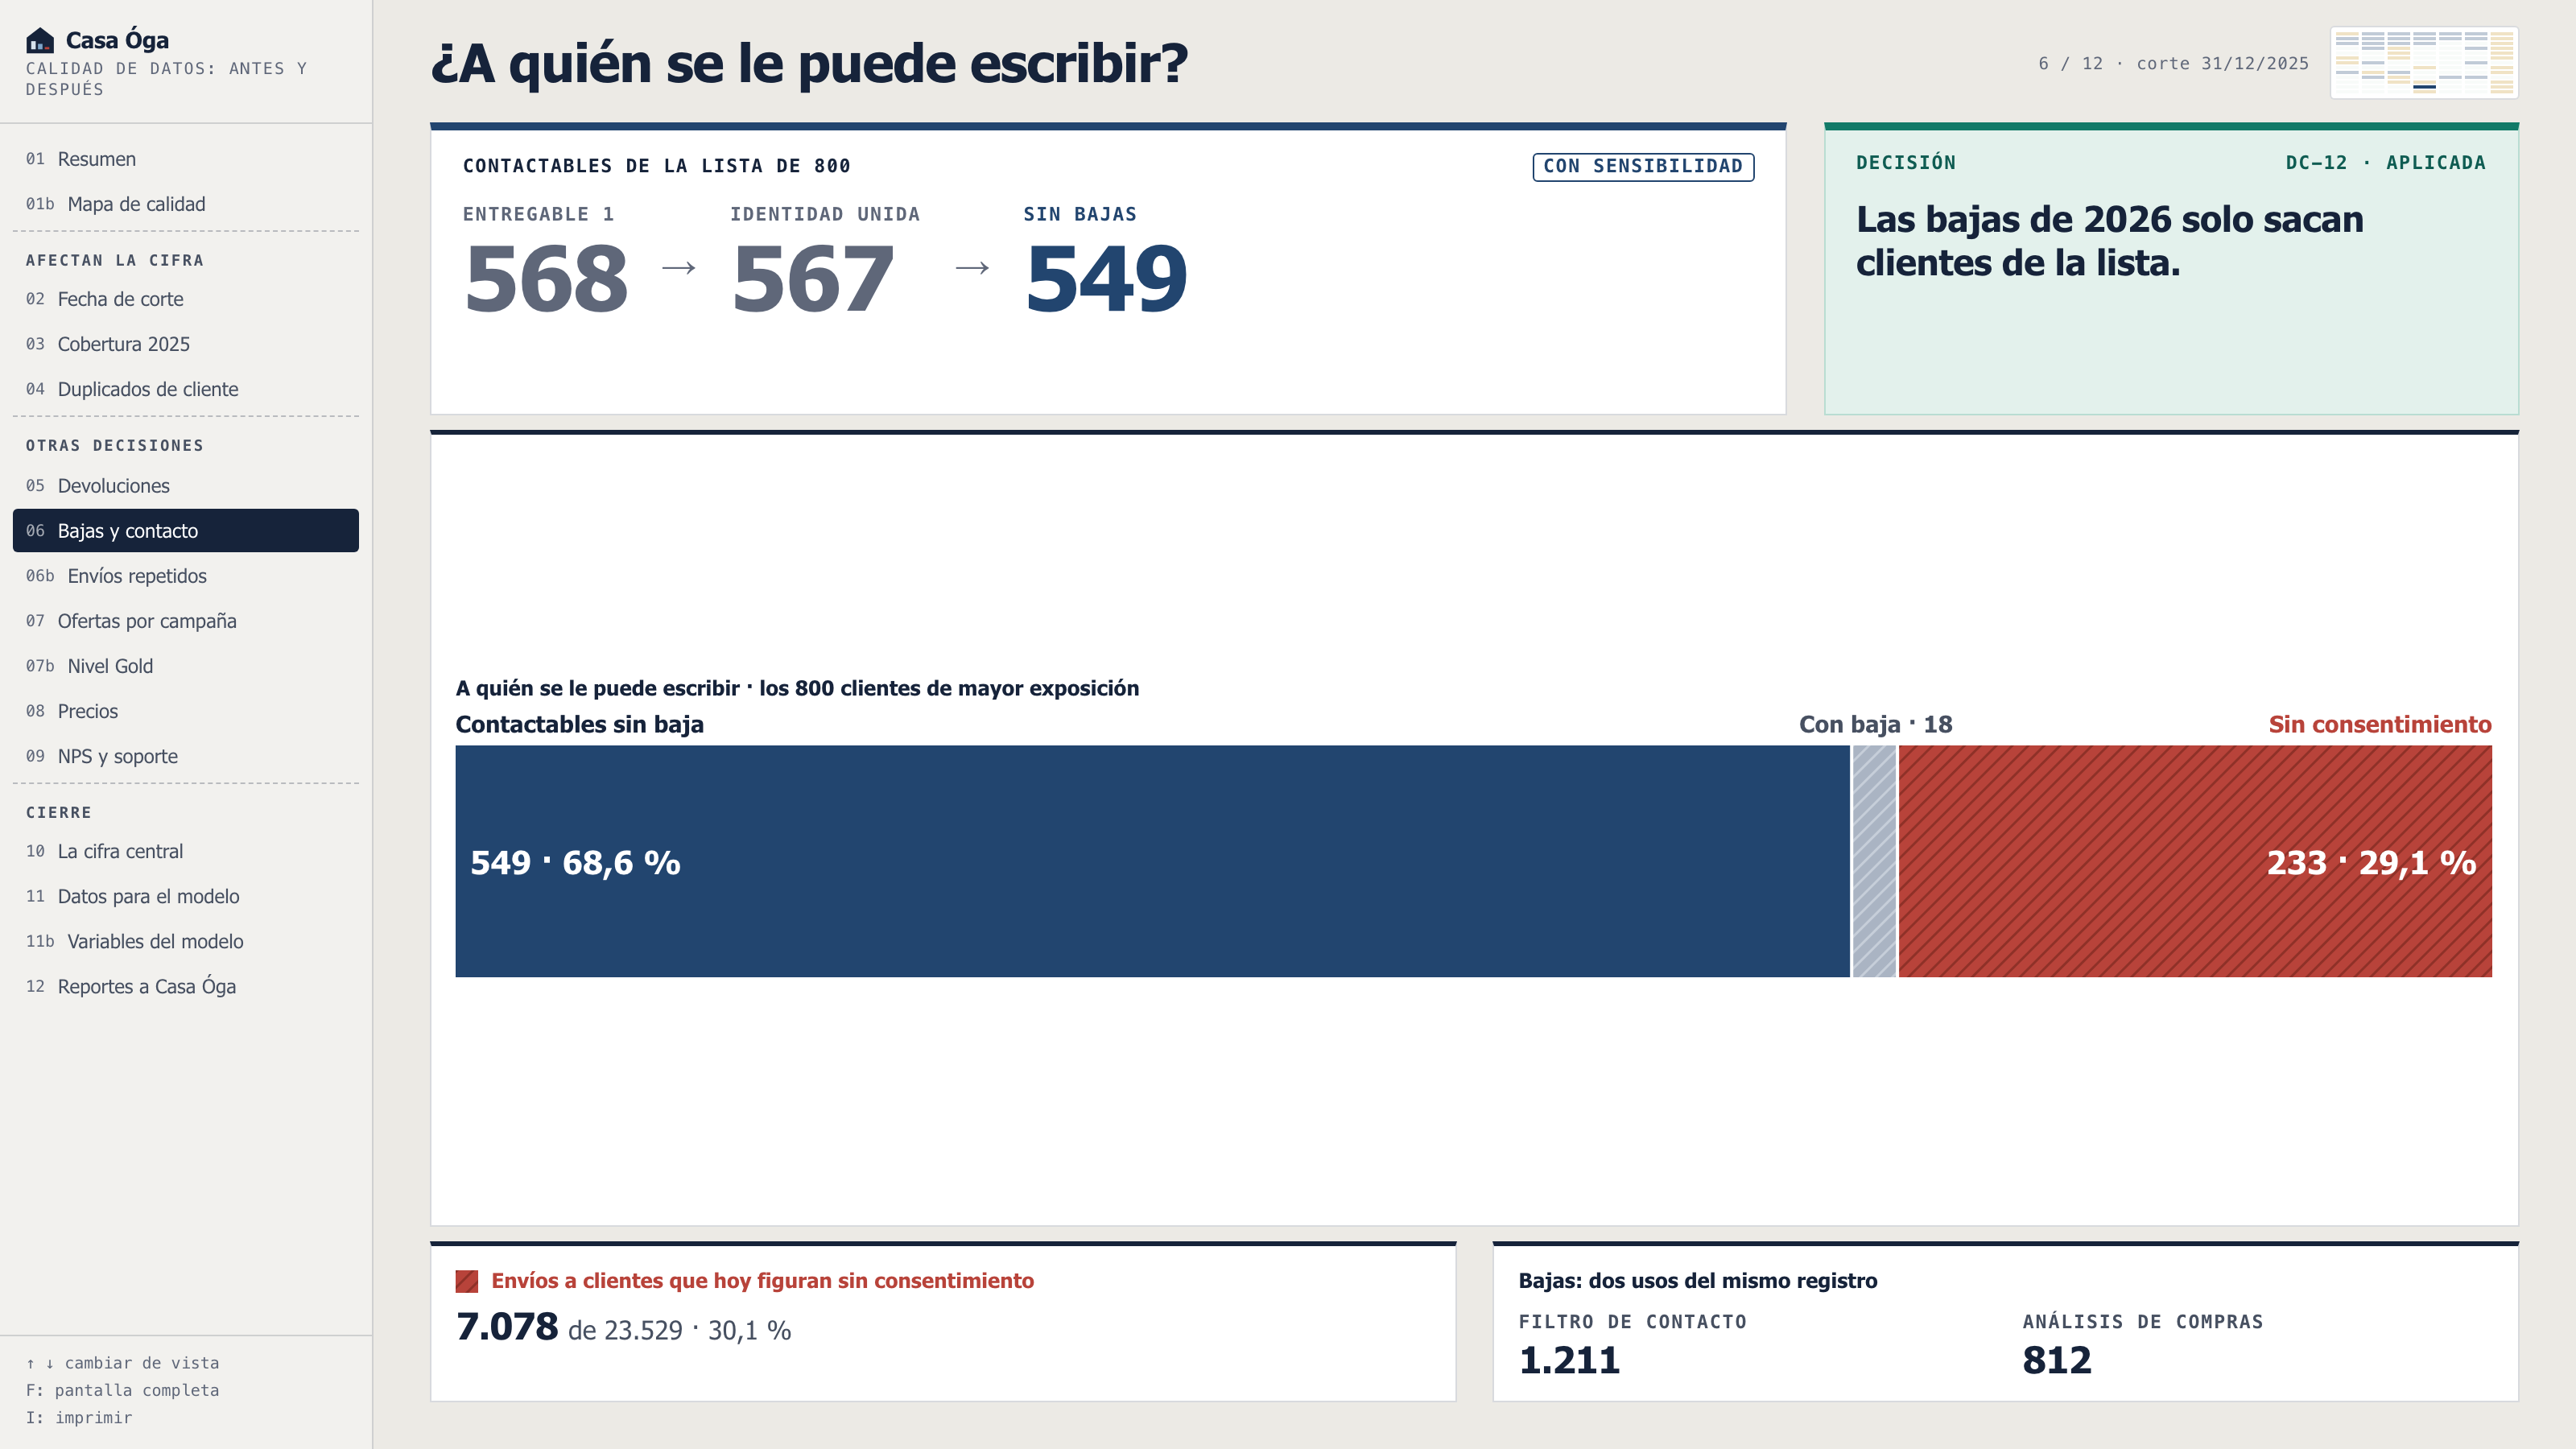 Casa Óga
CALIDAD DE DATOS: ANTES Y
DESPUÉS
01 Resumen
01b Mapa de calidad
AFECTAN LA CIFRA
02 Fecha de corte
03 Cobertura 2025
04 Duplicados de cliente
OTRAS DECISIONES
05 Devoluciones
06 Bajas y contacto
06b Envíos repetidos
07 Ofertas por campaña
07b Nivel Gold
08 Precios
09 NPS y soporte
CIERRE
10 La cifra central
11 Datos para el modelo
11b Variables del modelo
12 Reportes a Casa Óga
↑ ↓ cambiar de vista
F: pantalla completa
I: imprimir
¿A quién se le puede escribir?
6 / 12 · corte 31/12/2025
CONTACTABLES DE LA LISTA DE 800
CON SENSIBILIDAD
ENTREGABLE 1 IDENTIDAD UNIDA SIN BAJAS
568 → 567 → 549
DECISIÓN DC–12 · APLICADA
Las bajas de 2026 solo sacan
clientes de la lista.
A quién se le puede escribir · los 800 clientes de mayor exposición
Contactables sin baja Con baja · 18 Sin consentimiento
549 · 68,6 % 233 · 29,1 %
Envíos a clientes que hoy figuran sin consentimiento
7.078 de 23.529 · 30,1 %
Bajas: dos usos del mismo registro
FILTRO DE CONTACTO ANÁLISIS DE COMPRAS
1.211 812